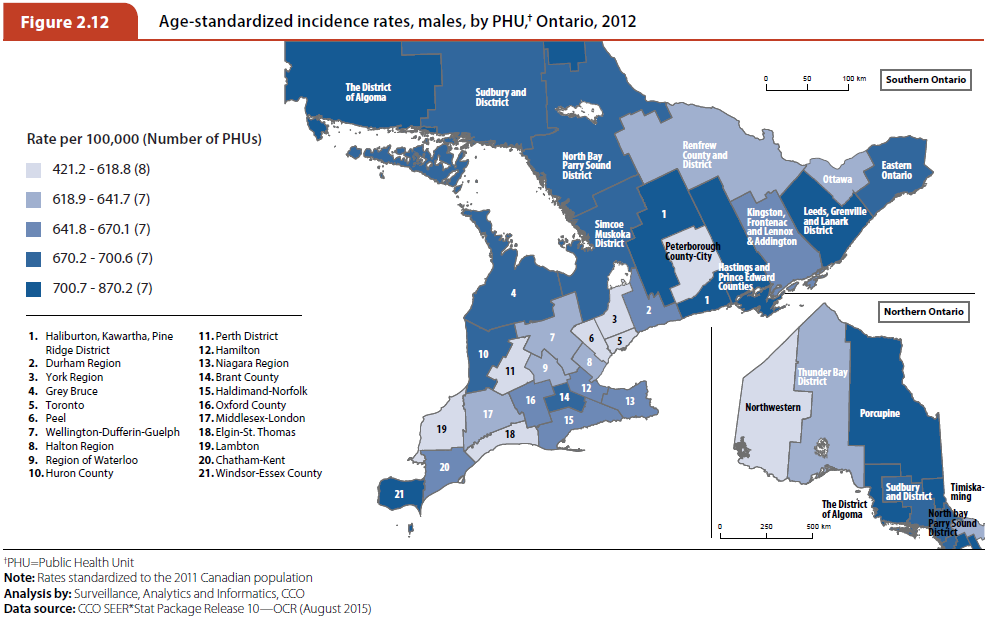 Figure 2.12
Age-standardized incidence rates, males, by PHU,† Ontario, 2012
Rate per 100,000 (Number of PHUs)
421.2 - 618.8 (8)
618.9 - 641.7 (7)
641.8 - 670.1 (7)
670.2 - 700.6 (7)
700.7 - 870.2 (7)
1. Haliburton, Kawartha, Pine
Ridge District
2. Durham Region
3. York Region
4. Grey Bruce
5. Toronto
6. Peel
7. Wellington-Dufferin-Guelph
8. Halton Region
9. Region of Waterloo
10. Huron County
11. Perth District
12. Hamilton
13. Niagara Region
14. Brant County
15. Haldimand-Norfolk
16. Oxford County
17. Middlesex-London
18. Elgin-St. Thomas
19. Lambton
20. Chatham-Kent
21. Windsor-Essex County
0 50 100 km
Southern Ontario
The District
of Algoma
Sudbury and
Disctrict
North Bay
Parry Sound
District
Renfrew
County and
District
Ottawa
Eastern
Ontario
Simcoe
Muskoka
District
1
Peterborough
County-City
Kingston,
Frontenac
and Lennox
& Addington
Leeds, Grenville
and Lanark
District
Hastings and
Prince Edward
Counties
1
2
3
4
5
6
7
8
9
10
11
12
13
14
15
16
17
18
19
20
21
Northern Ontario
Northwestern
Thunder Bay
District
Porcupine
Sudbury
and District
Timiska-
ming
The District
of Algoma
North bay
Parry Sound
District
0 250 500 km
†PHU=Public Health Unit
Note: Rates standardized to the 2011 Canadian population
Analysis by: Surveillance, Analytics and Informatics, CCO
Data source: CCO SEER*Stat Package Release 10—OCR (August 2015)